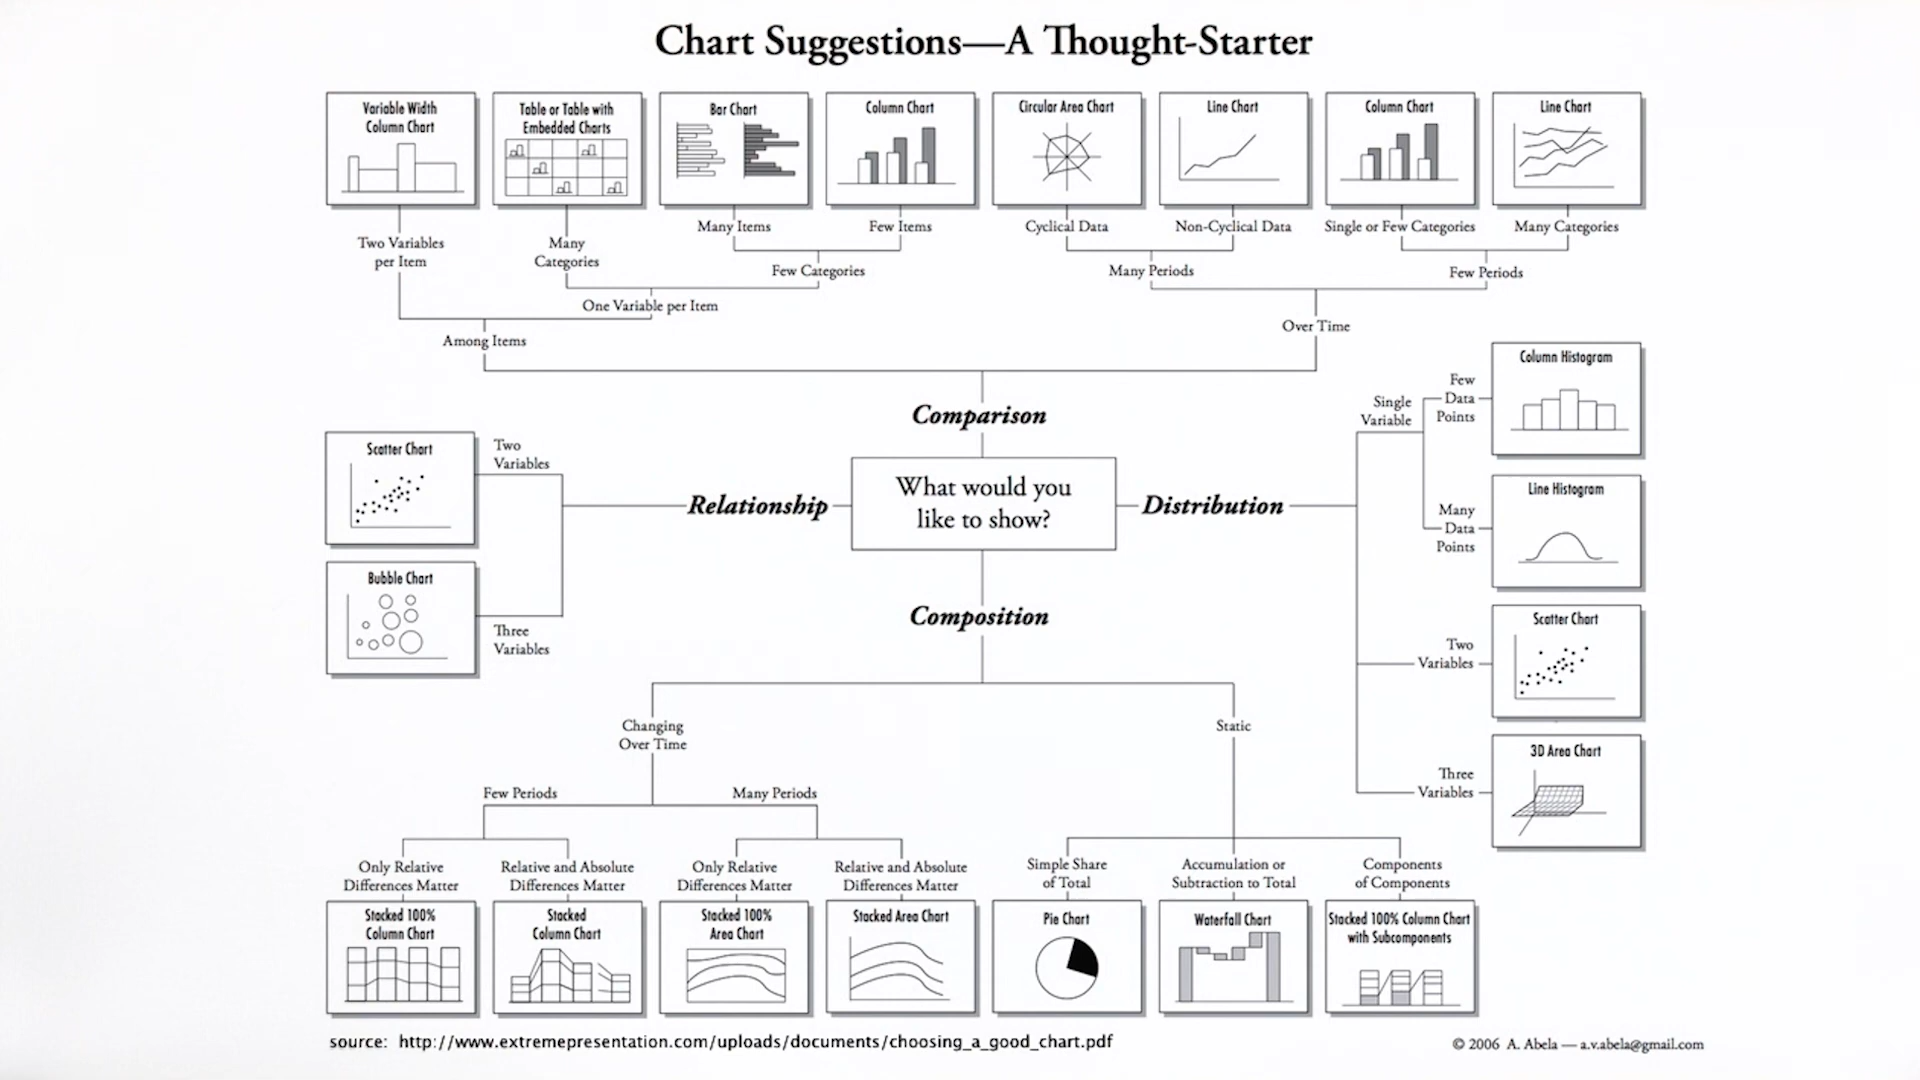 Chart Suggestions—A Thought-Starter
Variable Width
Column Chart
Table or Table with
Embedded Charts
Bar Chart
Column Chart
Circular Area Chart
Line Chart
Column Chart
Line Chart
Two Variables
per Item
Many
Categories
Many Items
Few Items
Cyclical Data
Non-Cyclical Data
Single or Few Categories
Many Categories
Few Categories
Many Periods
Few Periods
One Variable per Item
Among Items
Over Time
Comparison
What would you
like to show?
Relationship
Two
Variables
Scatter Chart
Bubble Chart
Three
Variables
Distribution
Single
Variable
Few
Data
Points
Column Histogram
Many
Data
Points
Line Histogram
Two
Variables
Scatter Chart
Three
Variables
3D Area Chart
Composition
Changing
Over Time
Static
Few Periods
Many Periods
Only Relative
Differences Matter
Relative and Absolute
Differences Matter
Only Relative
Differences Matter
Relative and Absolute
Differences Matter
Simple Share
of Total
Accumulation or
Subtraction to Total
Components
of Components
Stacked 100%
Column Chart
Stacked
Column Chart
Stacked 100%
Area Chart
Stacked Area Chart
Pie Chart
Waterfall Chart
Stacked 100% Column Chart
with Subcomponents
source: http://www.extremepresentation.com/uploads/documents/choosing_a_good_chart.pdf
© 2006 A. Abela — a.v.abela@gmail.com